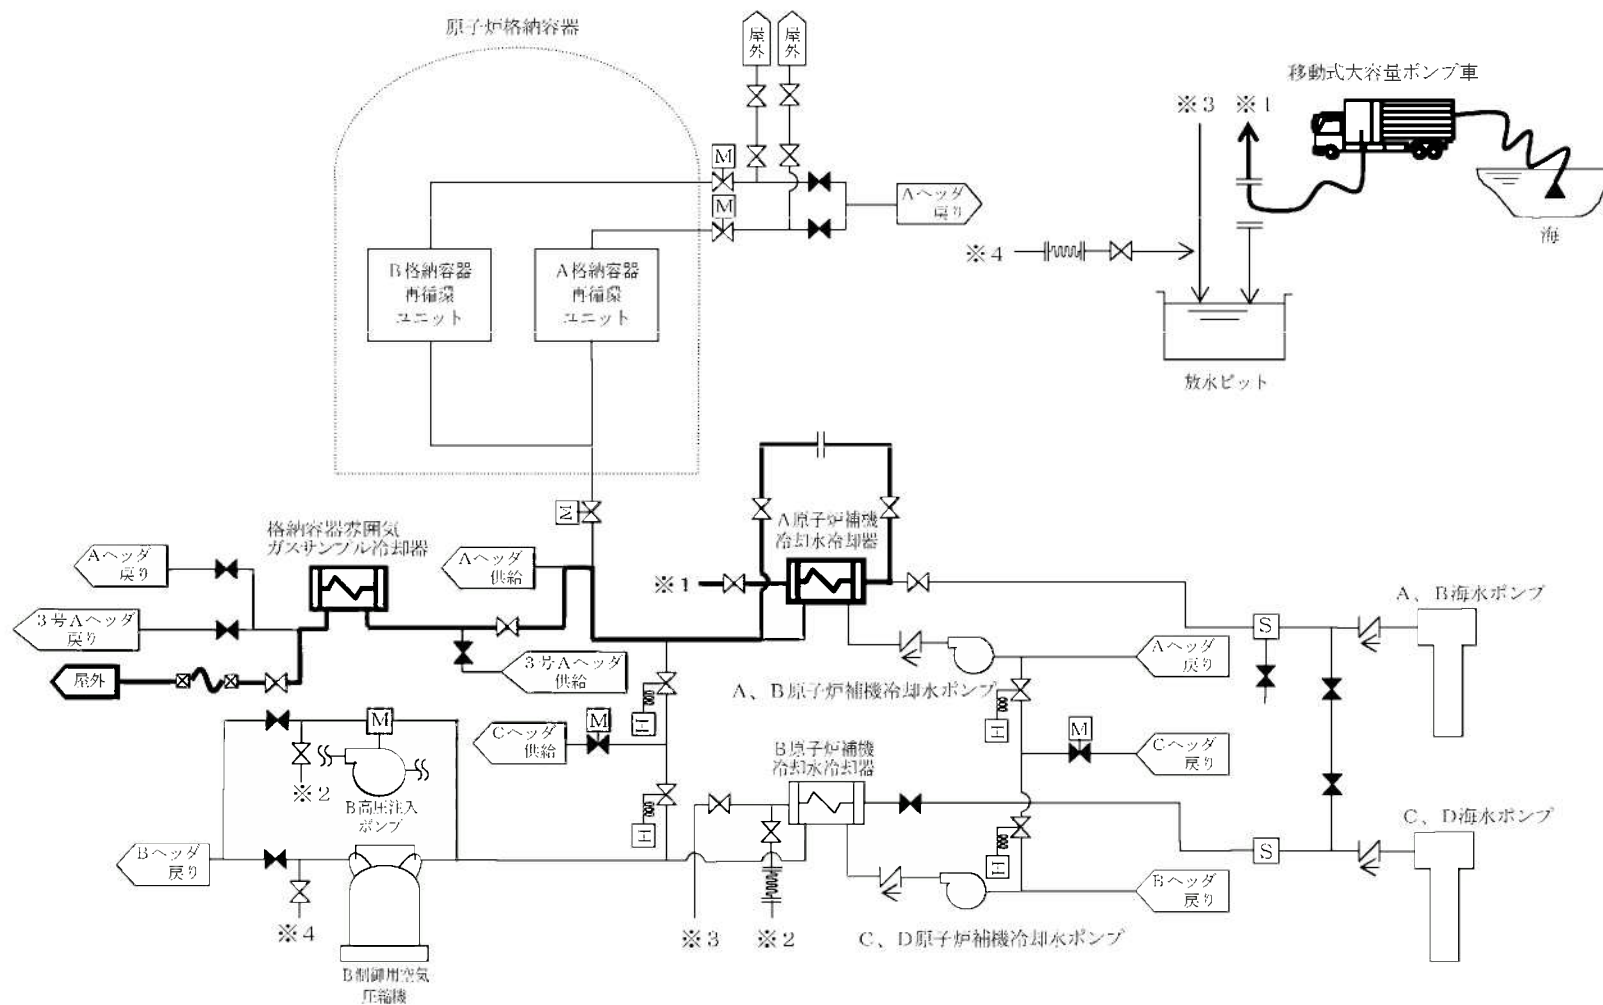 原子炉格納容器
屋外
屋外
移動式大容量ポンプ車
※3
※1
M
M
Aヘッダ
戻り
※4
海
B格納容器
再循環
ユニット
A格納容器
再循環
ユニット
放水ピット
M
A原子炉補機
冷却水冷却器
格納容器雰囲気
ガスサンプル冷却器
Aヘッダ
戻り
Aヘッダ
供給
※1
A、B海水ポンプ
3号Aヘッダ
戻り
S
3号Aヘッダ
供給
Aヘッダ
戻り
屋外
A、B原子炉補機冷却水ポンプ
H
H
M
Cヘッダ
供給
M
M
Cヘッダ
戻り
B原子炉補機
冷却水冷却器
※2
B高圧注入
ポンプ
H
H
C、D海水ポンプ
S
Bヘッダ
戻り
Bヘッダ
戻り
※4
※3
※2
C、D原子炉補機冷却水ポンプ
B制御用空気
圧縮機